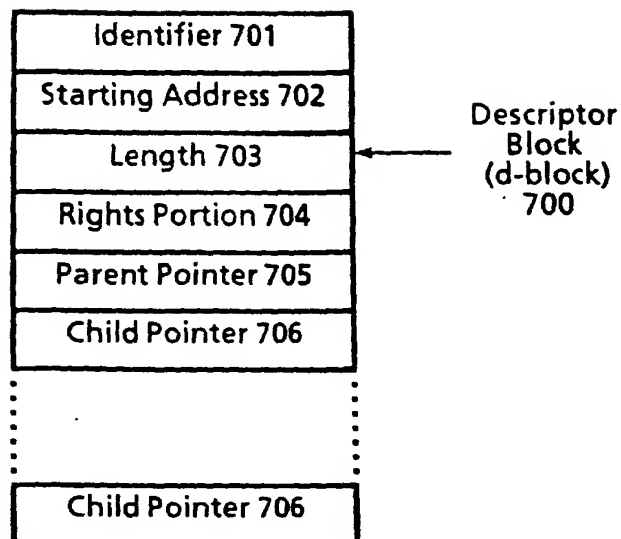 Identifier 701
Starting Address 702
Length 703
Rights Portion 704
Parent Pointer 705
Child Pointer 706
Child Pointer 706
Descriptor
Block
(d-block)
700